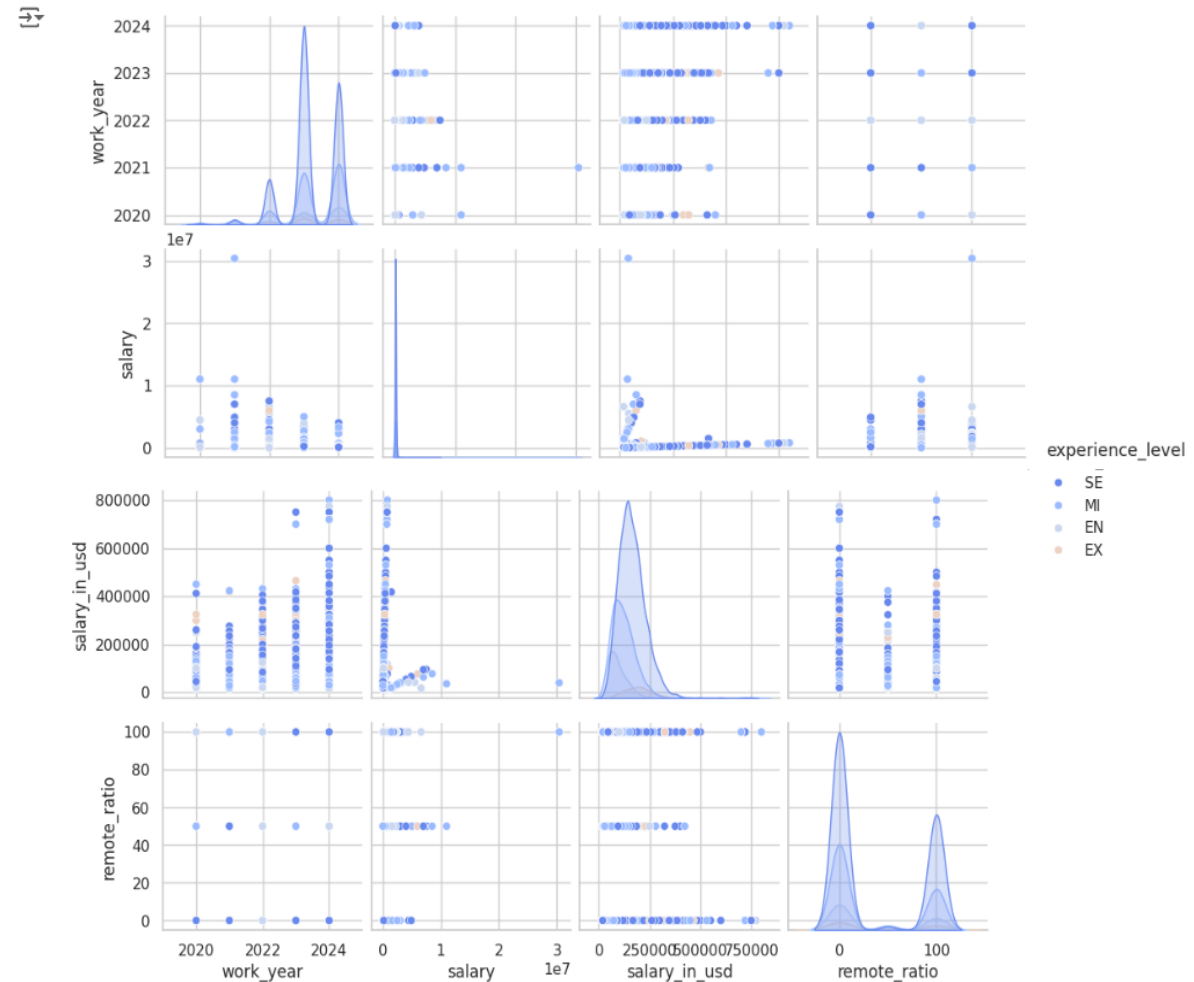 2024
2023
2022
2021
2020
work_year
1e7
3
2
1
0
salary
experience_level
SE
MI
EN
EX
800000
600000
400000
200000
0
salary_in_usd
100
80
60
40
20
0
remote_ratio
2020 2022 2024 0 1 2 3 0 250000 500000 750000 0 100
1e7
work_year salary salary_in_usd remote_ratio